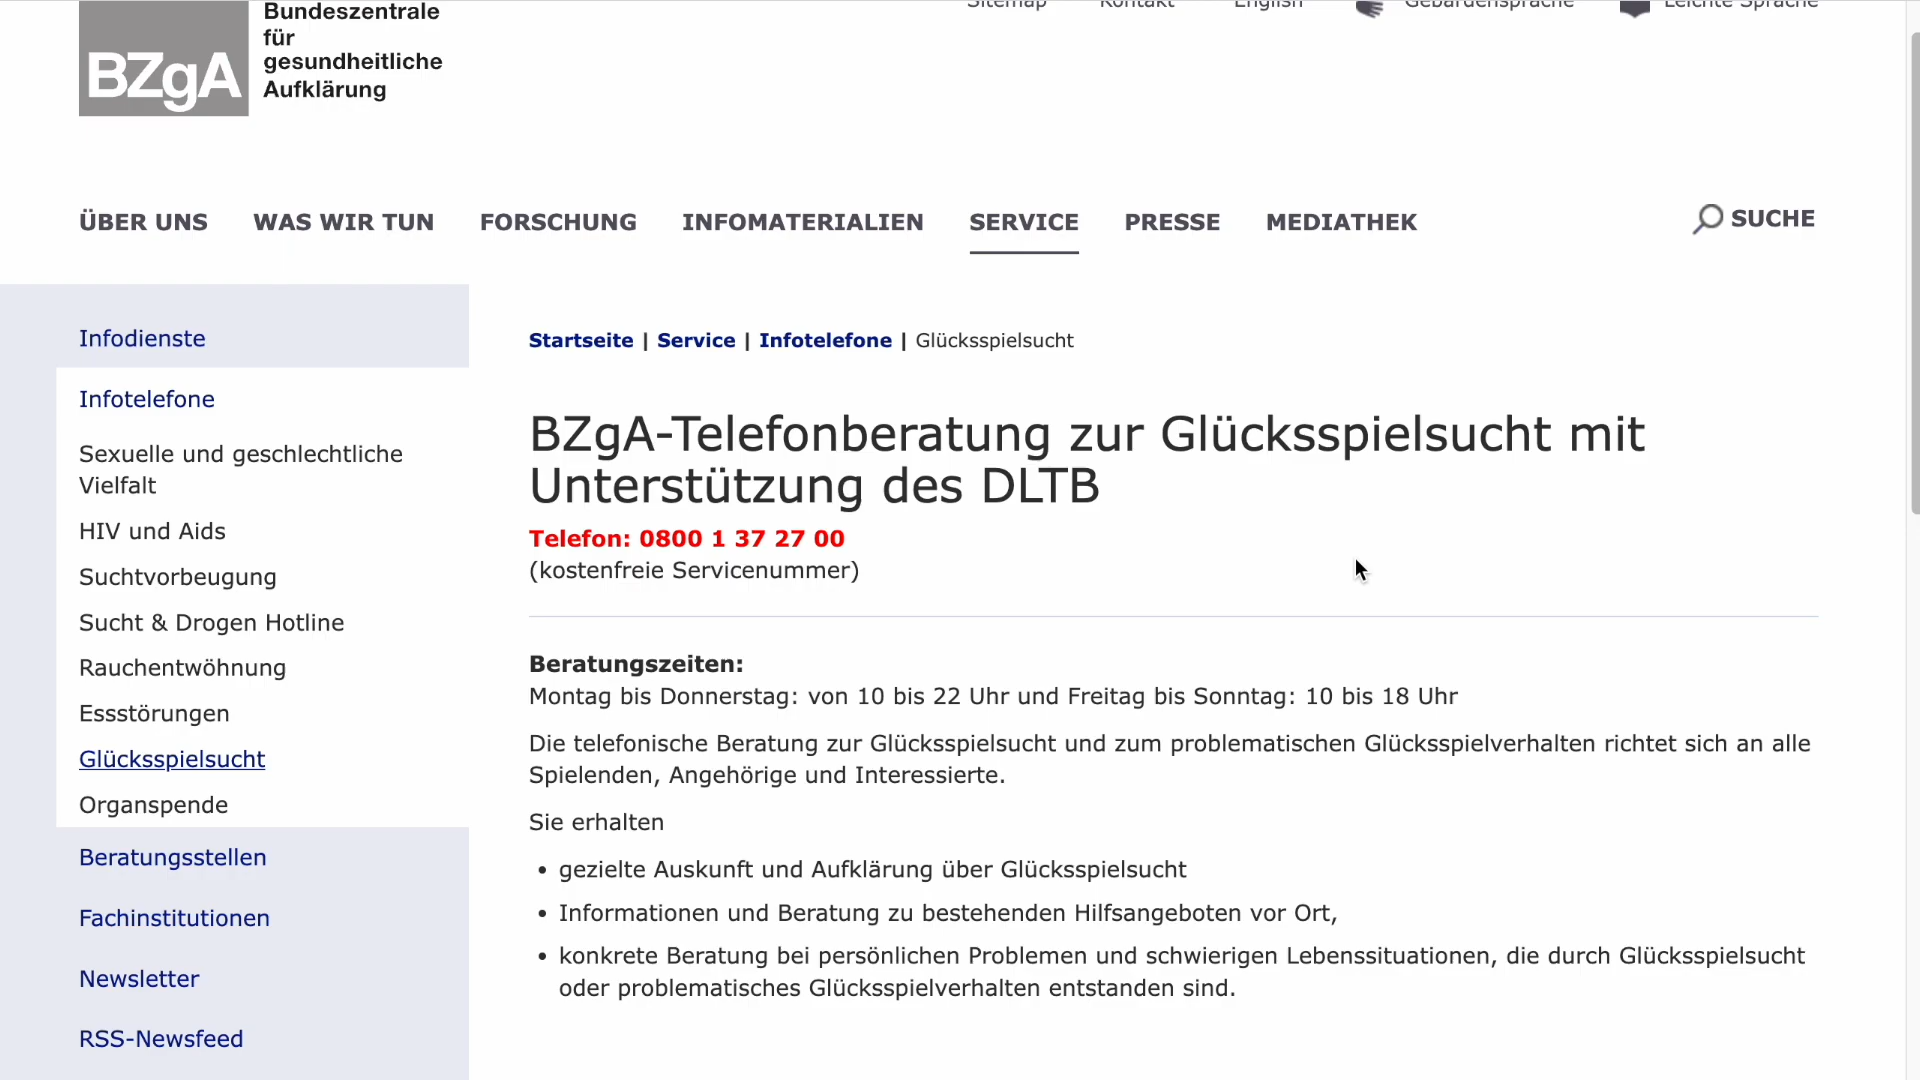 Sitemap Kontakt English Gebärdensprache Leichte Sprache
BZgA
Bundeszentrale
für
gesundheitliche
Aufklärung
ÜBER UNS WAS WIR TUN FORSCHUNG INFOMATERIALIEN SERVICE PRESSE MEDIATHEK SUCHE
Infodienste
Infotelefone
Sexuelle und geschlechtliche
Vielfalt
HIV und Aids
Suchtvorbeugung
Sucht & Drogen Hotline
Rauchentwöhnung
Essstörungen
Glücksspielsucht
Organspende
Beratungsstellen
Fachinstitutionen
Newsletter
RSS-Newsfeed
Startseite | Service | Infotelefone | Glücksspielsucht
BZgA-Telefonberatung zur Glücksspielsucht mit
Unterstützung des DLTB
Telefon: 0800 1 37 27 00
(kostenfreie Servicenummer)
Beratungszeiten:
Montag bis Donnerstag: von 10 bis 22 Uhr und Freitag bis Sonntag: 10 bis 18 Uhr
Die telefonische Beratung zur Glücksspielsucht und zum problematischen Glücksspielverhalten richtet sich an alle
Spielenden, Angehörige und Interessierte.
Sie erhalten
• gezielte Auskunft und Aufklärung über Glücksspielsucht
• Informationen und Beratung zu bestehenden Hilfsangeboten vor Ort,
• konkrete Beratung bei persönlichen Problemen und schwierigen Lebenssituationen, die durch Glücksspielsucht
oder problematisches Glücksspielverhalten entstanden sind.